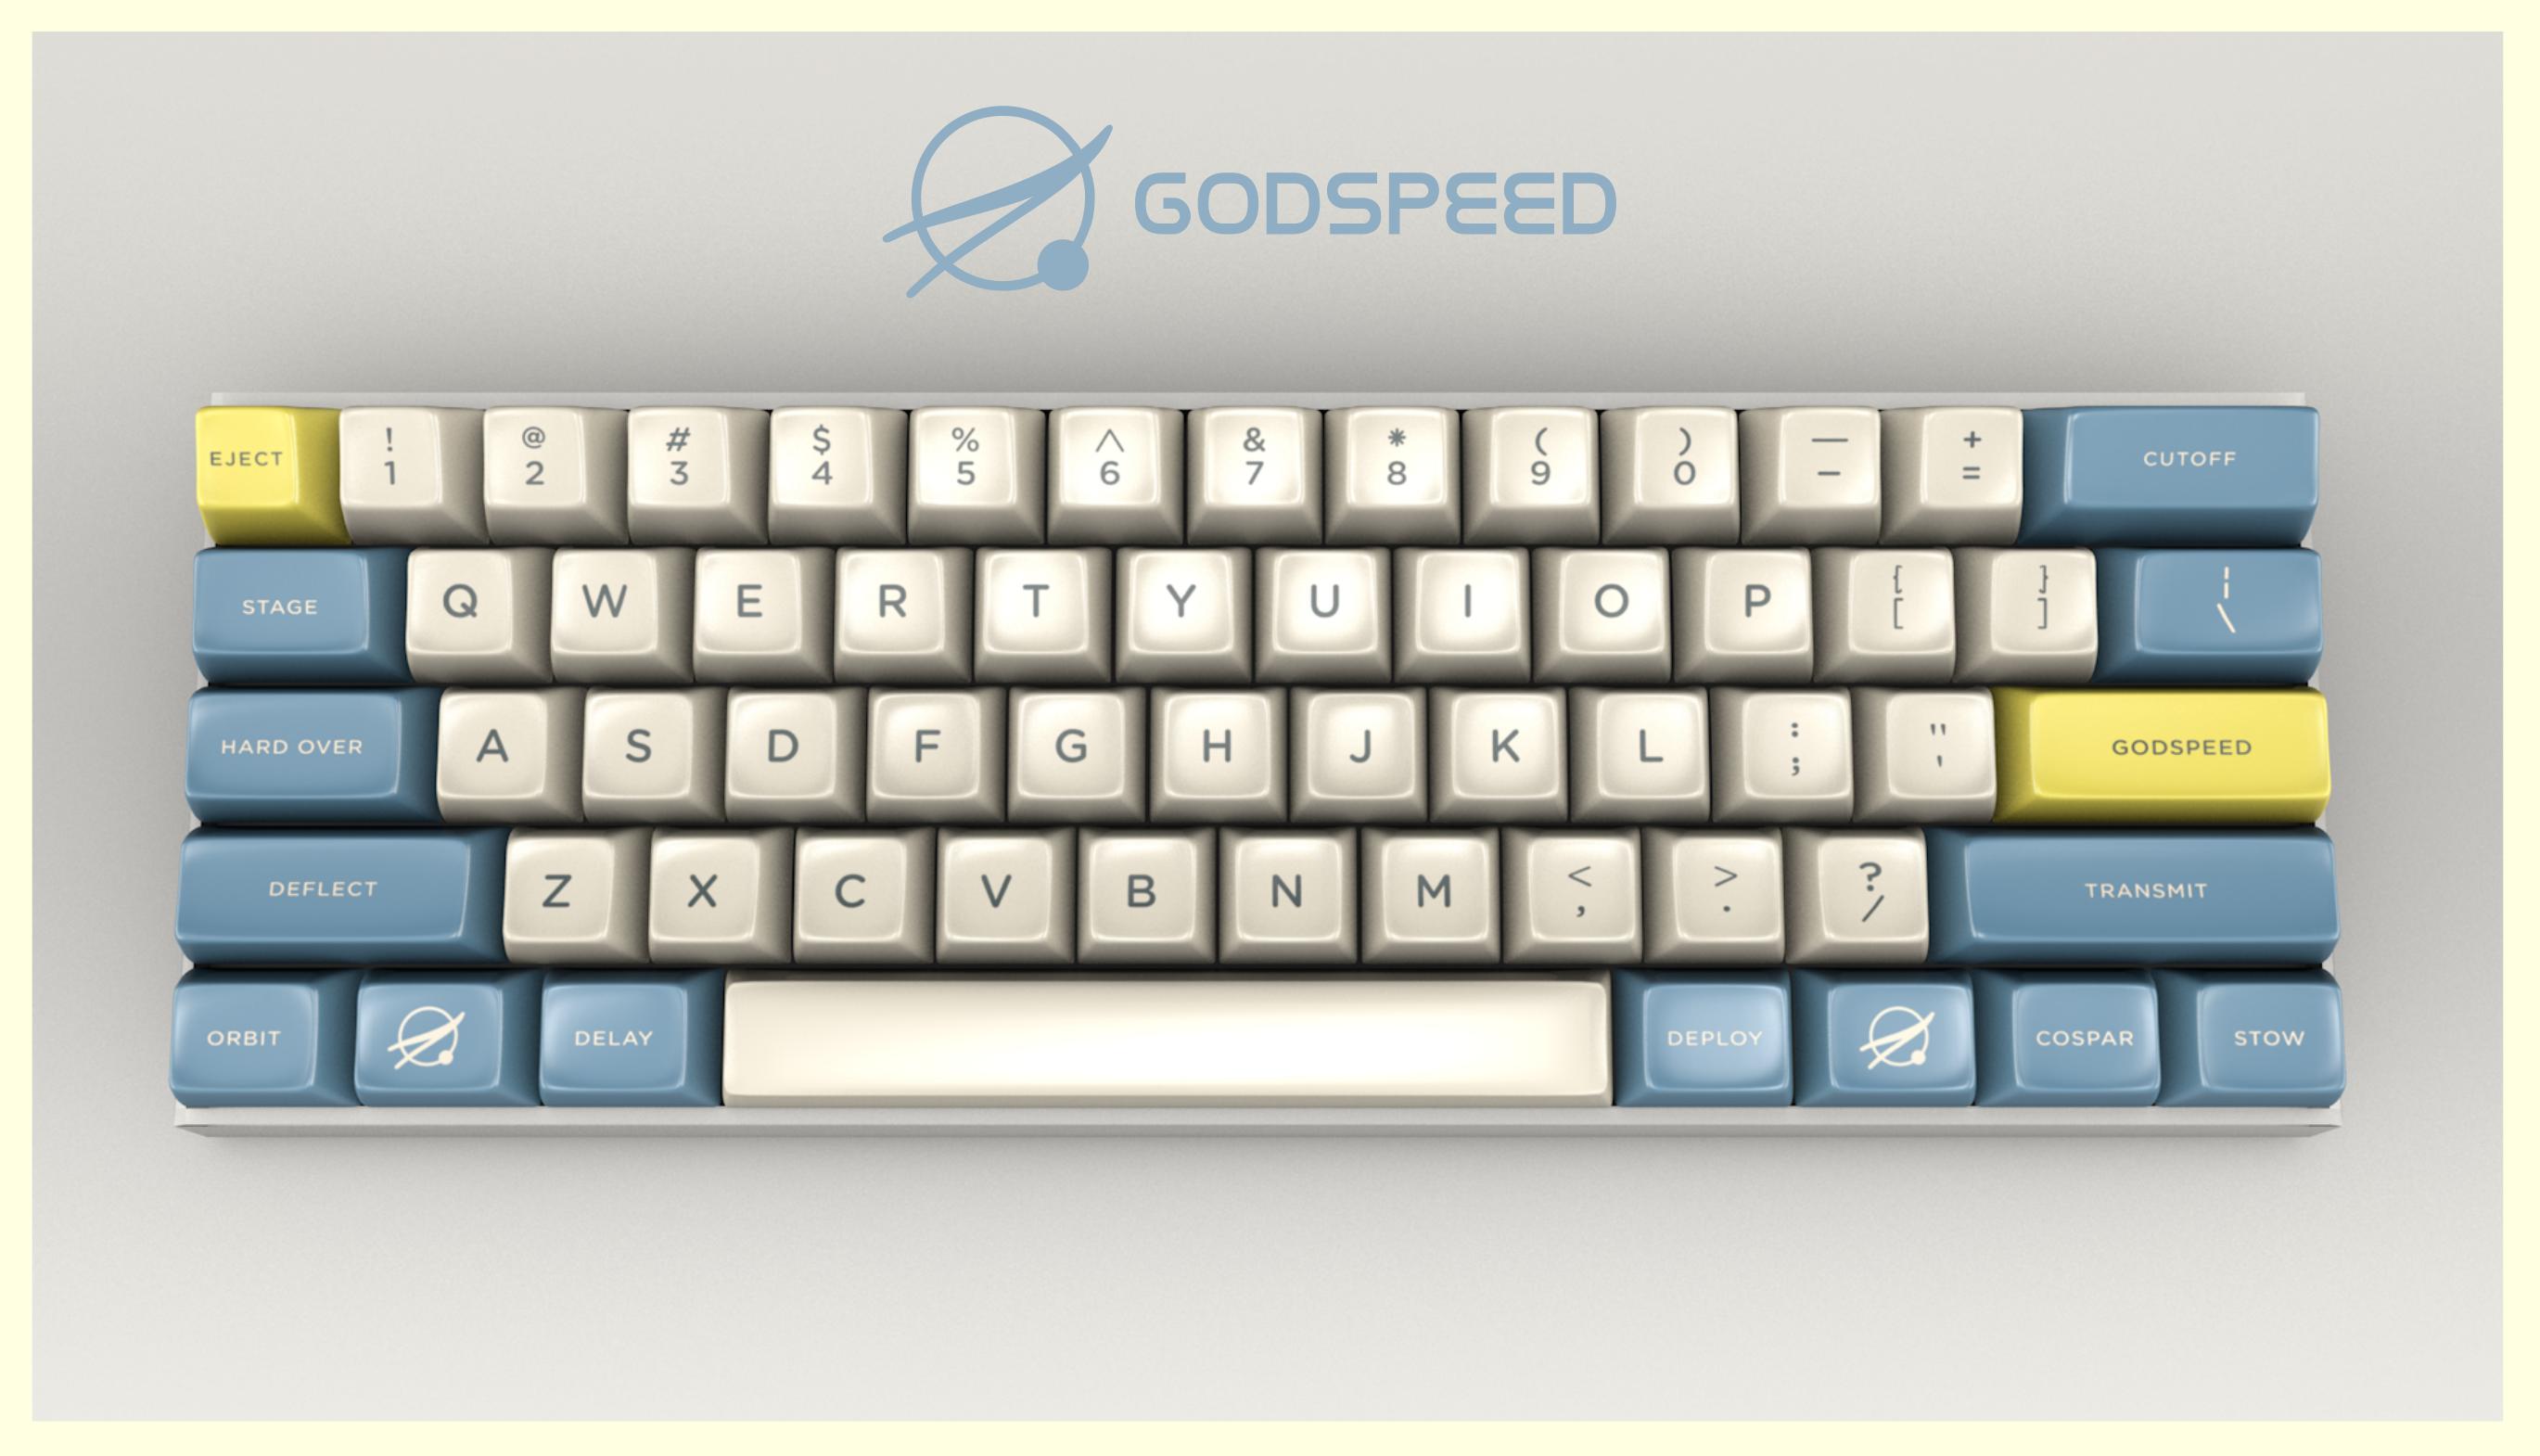 GODSPEED
EJECT ! 1 @ 2 # 3 $ 4 % 5 ^ 6 & 7 * 8 ( 9 ) 0 — – + = CUTOFF
STAGE Q W E R T Y U I O P { [ } ] ¦ \
HARD OVER A S D F G H J K L : ; " ' GODSPEED
DEFLECT Z X C V B N M < , > . ? / TRANSMIT
ORBIT DELAY DEPLOY COSPAR STOW